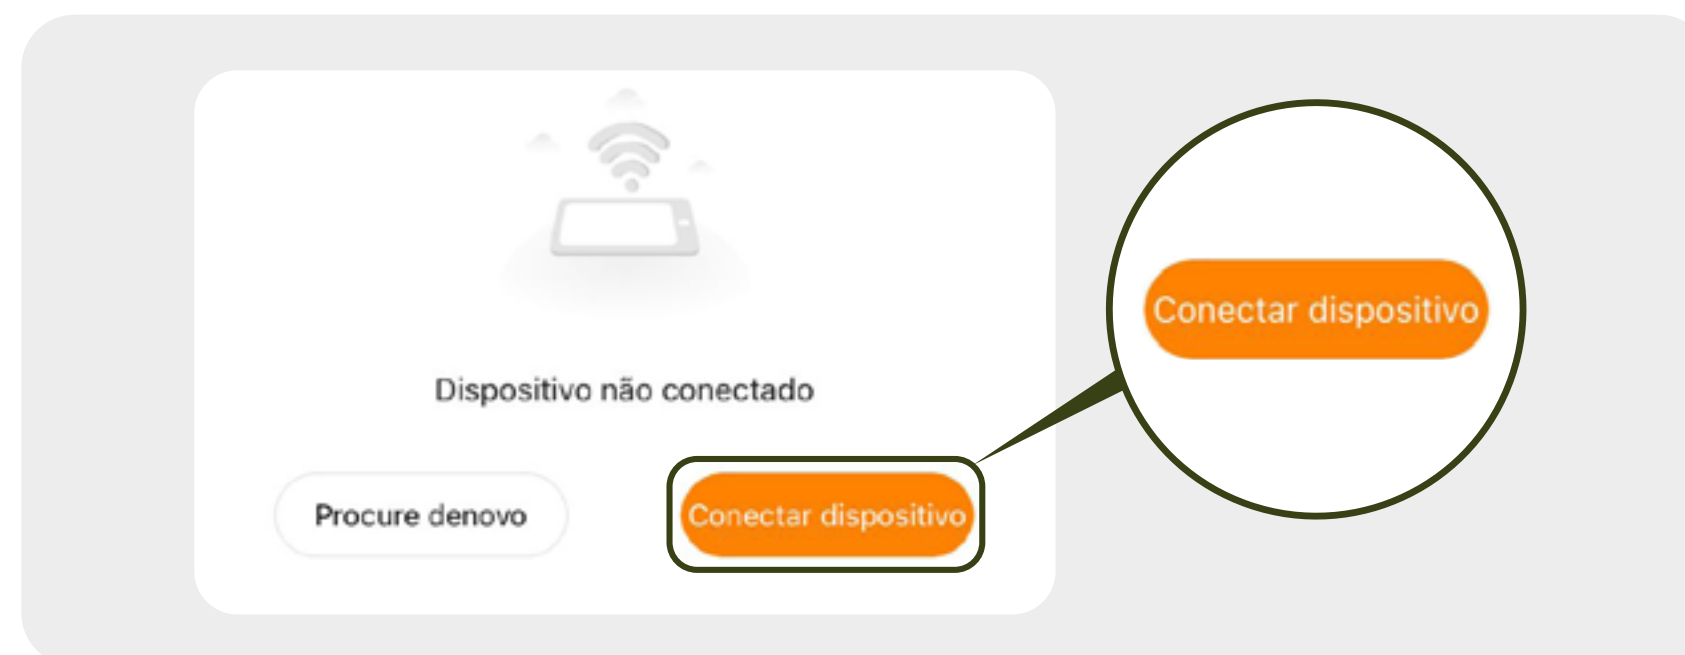 Dispositivo não conectado
Procure denovo
Conectar dispositivo
Conectar dispositivo